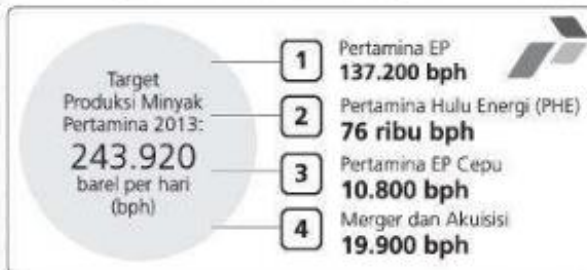 Target
Produksi Minyak
Pertamina 2013:
243.920
barel per hari
(bph)
1
Pertamina EP
137.200 bph
2
Pertamina Hulu Energi (PHE)
76 ribu bph
3
Pertamina EP Cepu
10.800 bph
4
Merger dan Akuisisi
19.900 bph